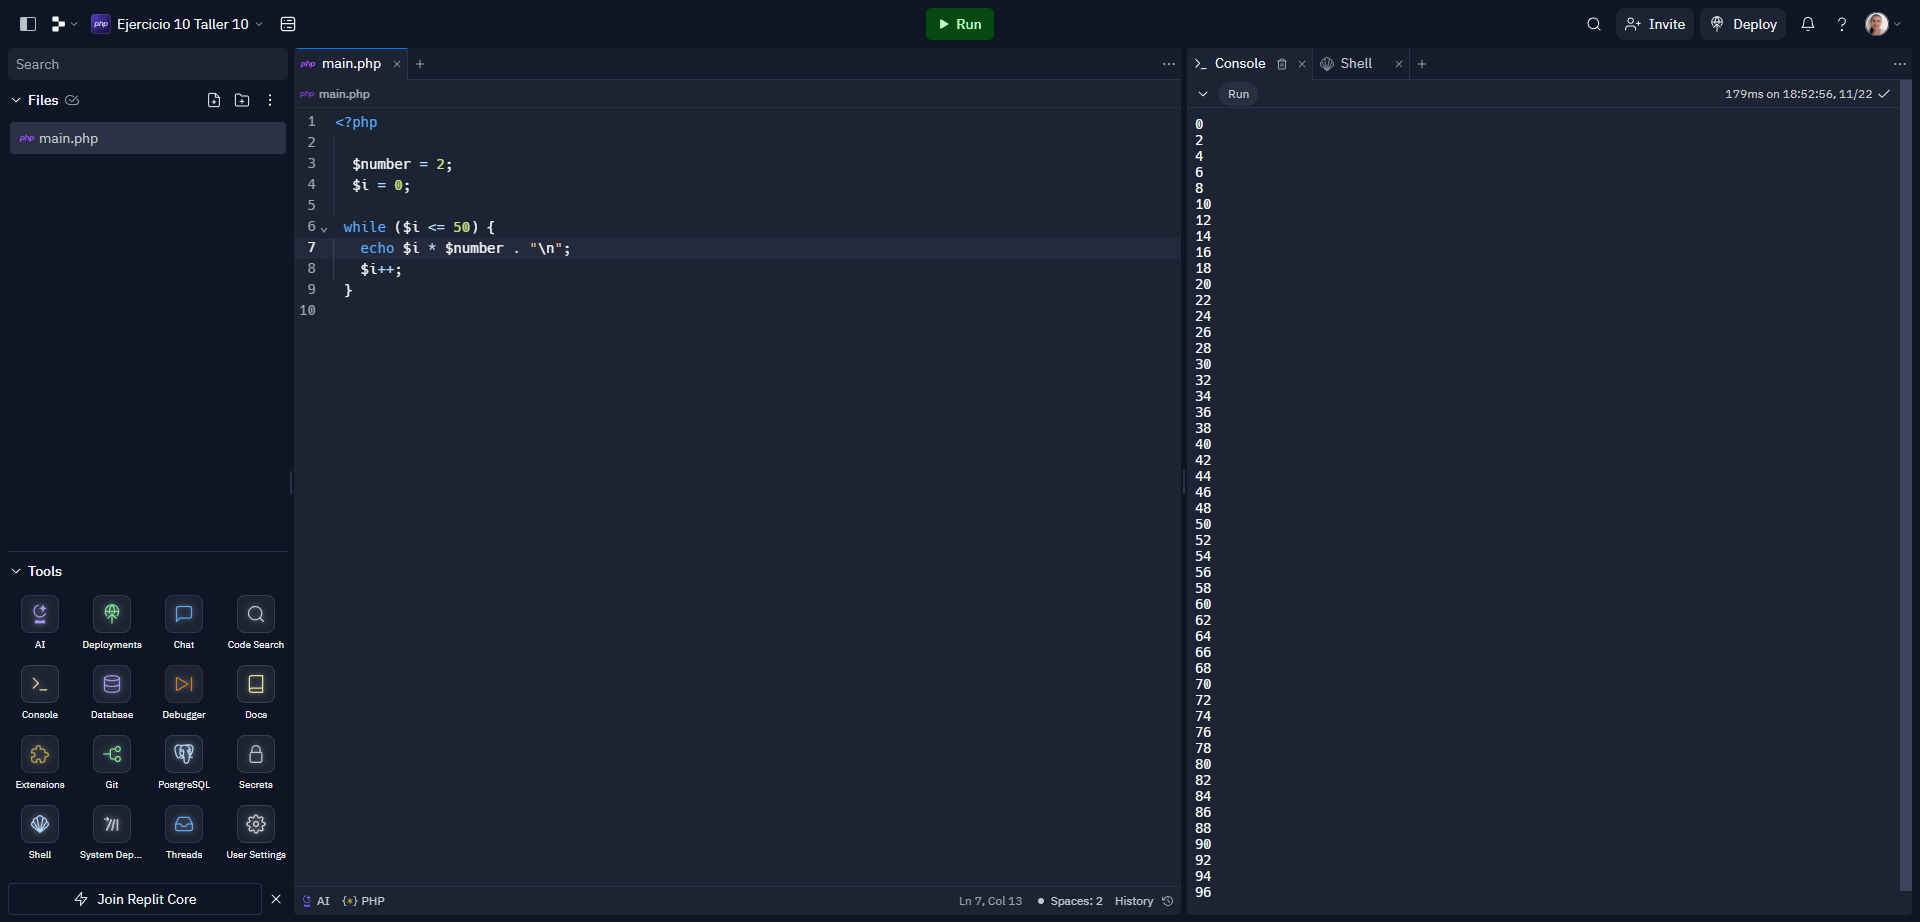 php Ejercicio 10 Taller 10
Run
Invite
Deploy
Search
Files
php main.php
php main.php
php main.php
1 <?php
2
3 $number = 2;
4 $i = 0;
5
6 while ($i <= 50) {
7 echo $i * $number . "\n";
8 $i++;
9 }
10
Console
Shell
Run
179ms on 18:52:56, 11/22
0
2
4
6
8
10
12
14
16
18
20
22
24
26
28
30
32
34
36
38
40
42
44
46
48
50
52
54
56
58
60
62
64
66
68
70
72
74
76
78
80
82
84
86
88
90
92
94
96
Tools
AI Deployments Chat Code Search
Console Database Debugger Docs
Extensions Git PostgreSQL Secrets
Shell System Dep... Threads User Settings
Join Replit Core
AI {} PHP
Ln 7, Col 13 Spaces: 2 History